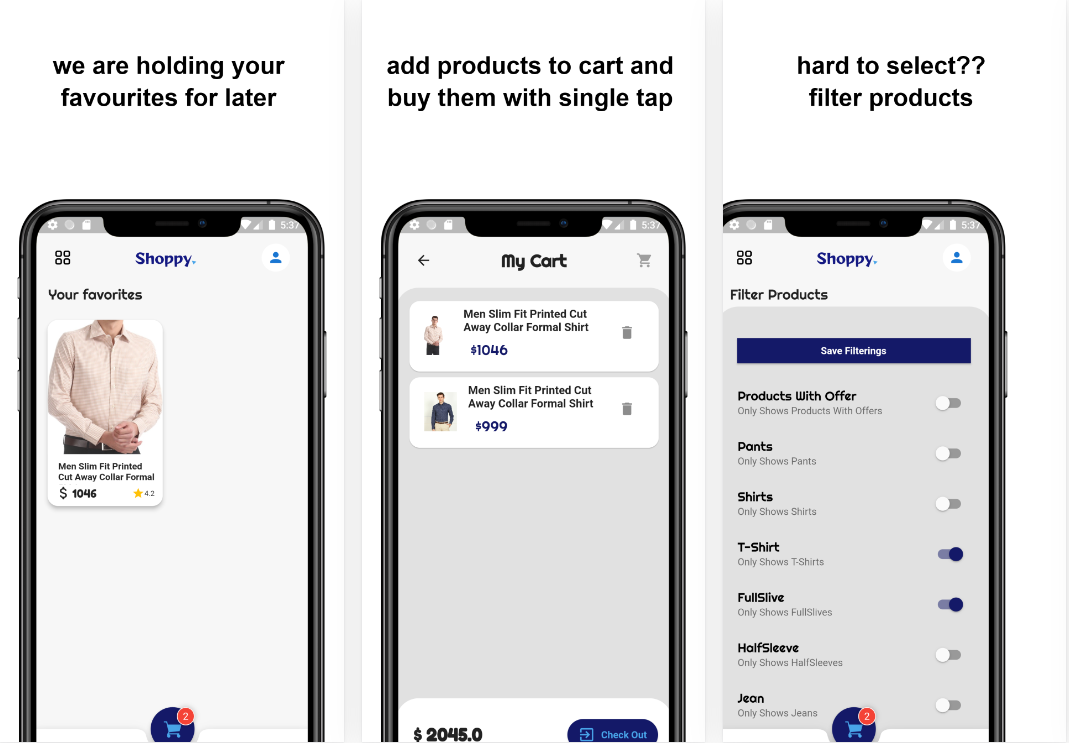 we are holding your
favourites for later
5:37
Shoppy.
Your favorites
Men Slim Fit Printed
Cut Away Collar Formal
$ 1046
4.2
2
add products to cart and
buy them with single tap
5:37
My Cart
Men Slim Fit Printed Cut
Away Collar Formal Shirt
$1046
Men Slim Fit Printed Cut
Away Collar Formal Shirt
$999
$ 2045.0
Check Out
hard to select??
filter products
5:37
Shoppy.
Filter Products
Save Filterings
Products With Offer
Only Shows Products With Offers
Pants
Only Shows Pants
Shirts
Only Shows Shirts
T-Shirt
Only Shows T-Shirts
FullSlive
Only Shows FullSlives
HalfSleeve
Only Shows HalfSleeves
Jean
Only Shows Jeans
2